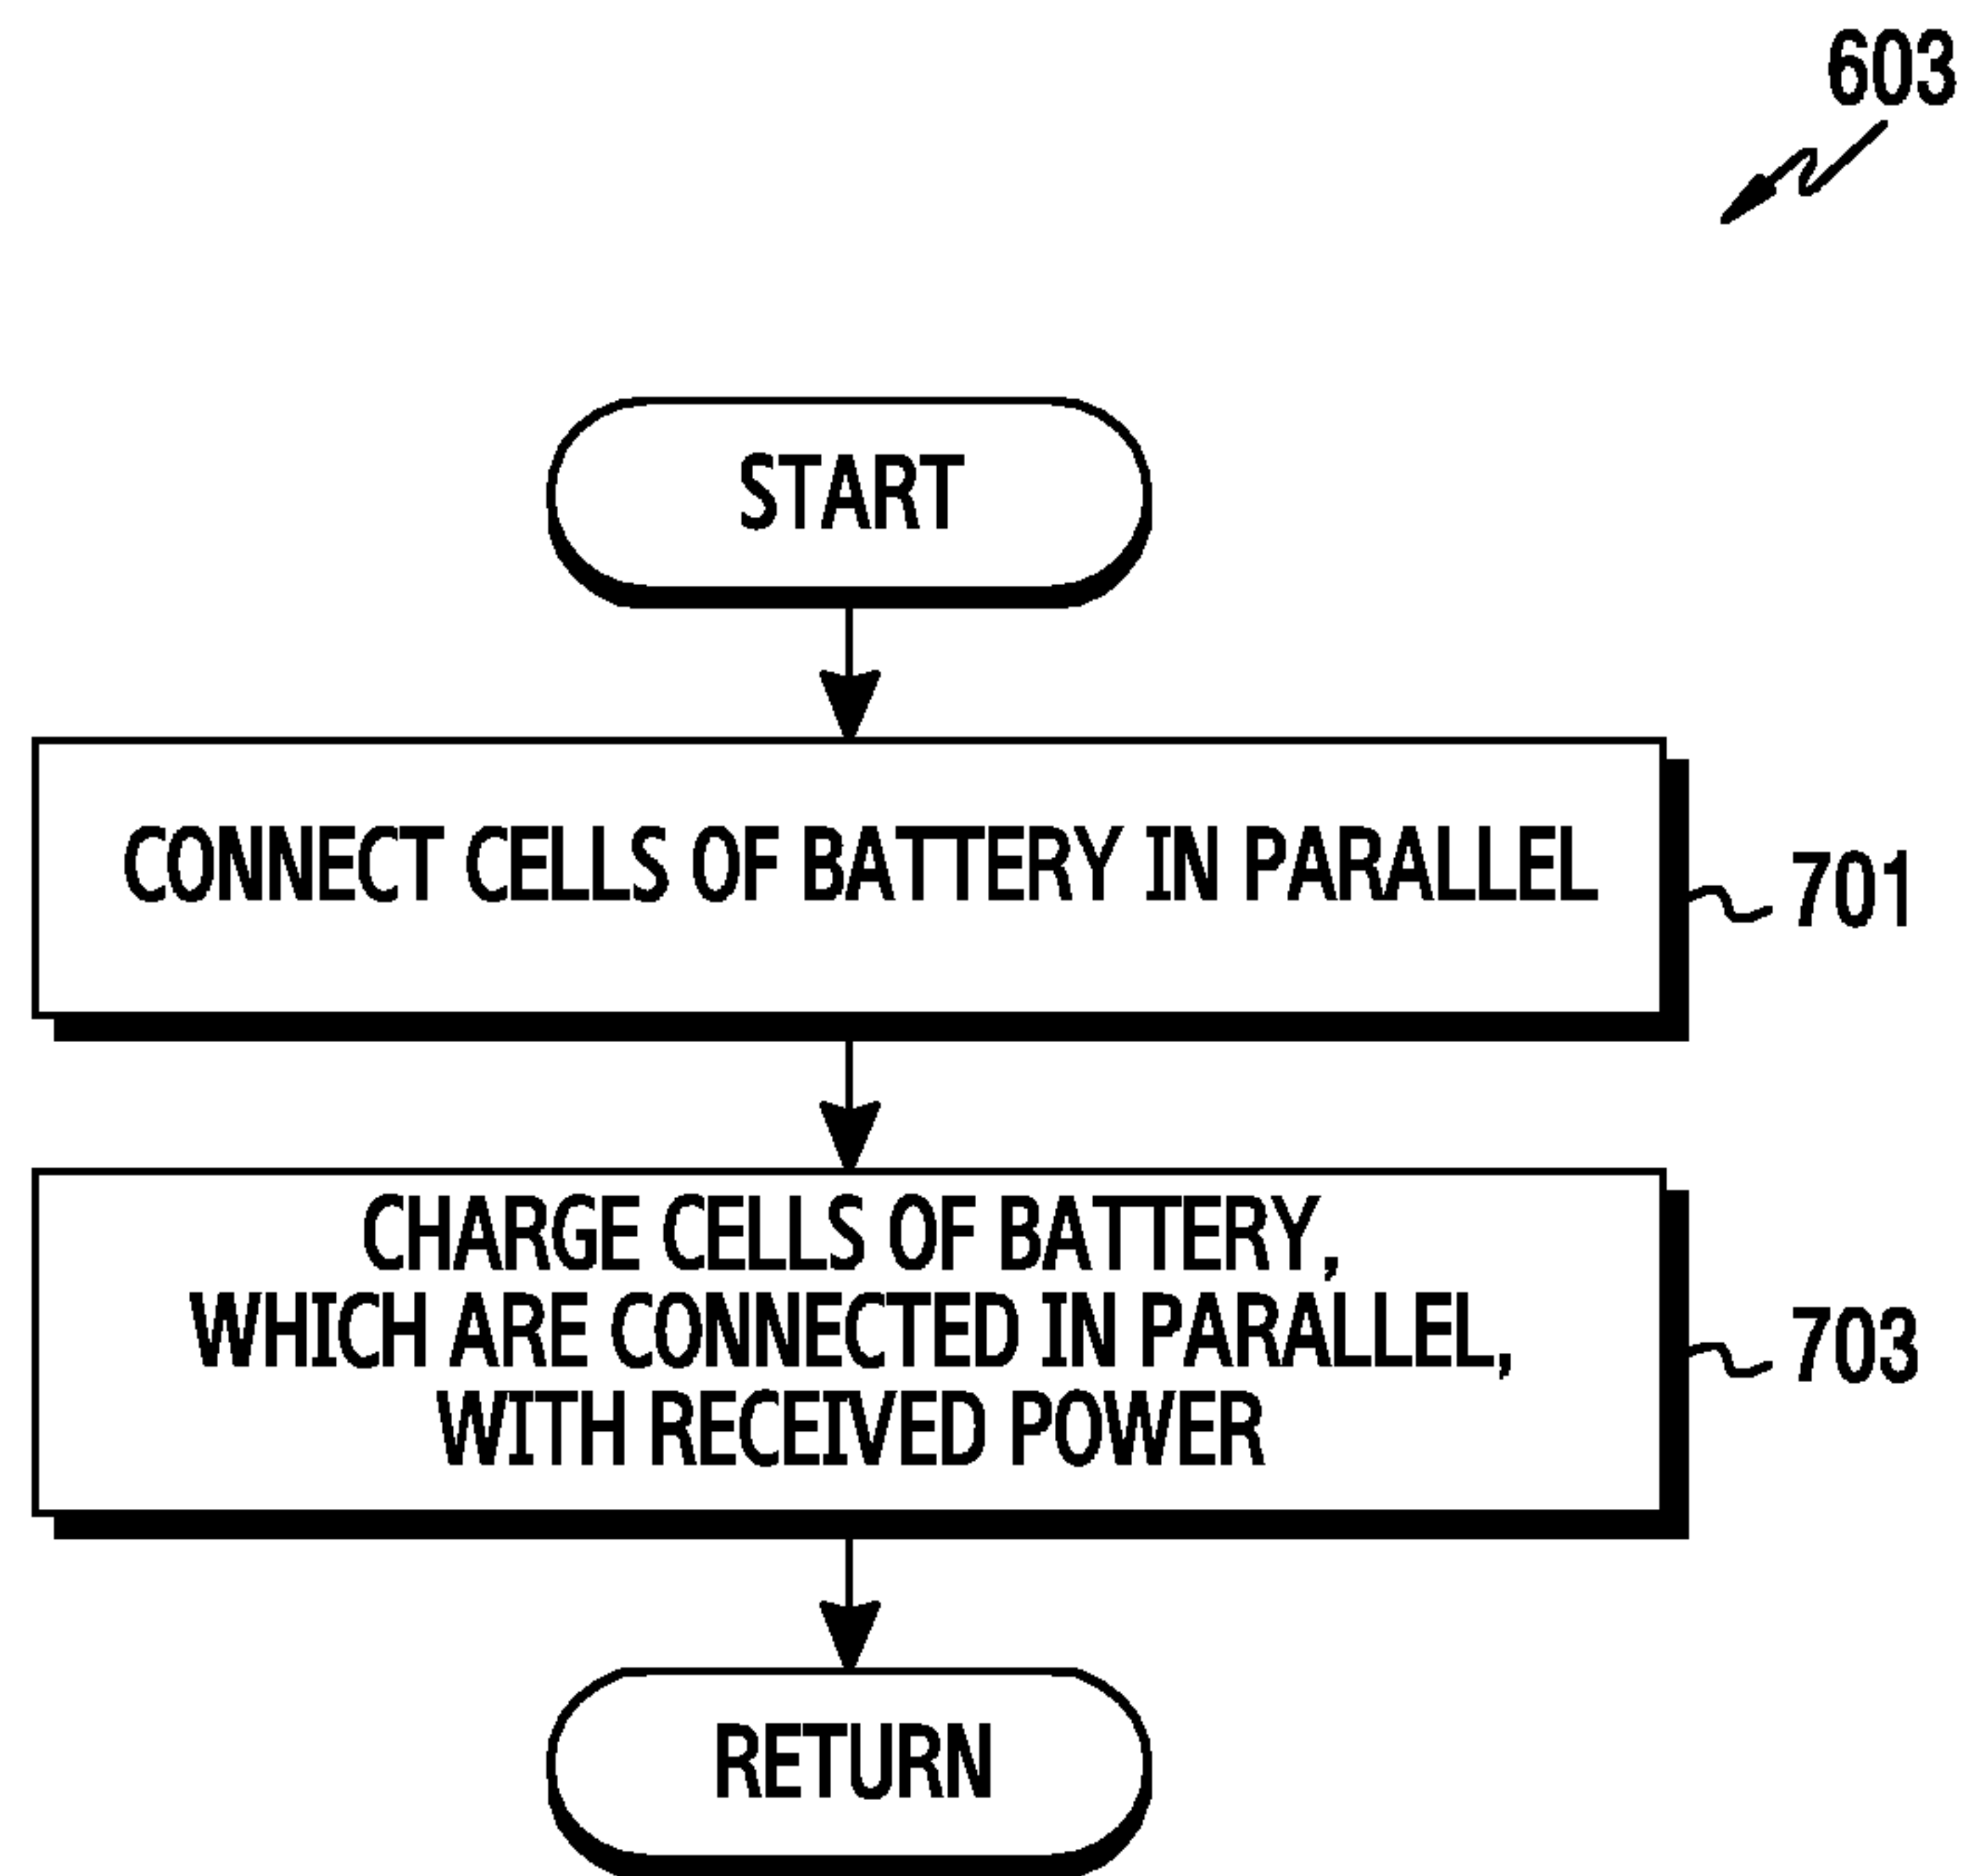 603
START
CONNECT CELLS OF BATTERY IN PARALLEL
701
CHARGE CELLS OF BATTERY,
WHICH ARE CONNECTED IN PARALLEL,
WITH RECEIVED POWER
703
RETURN